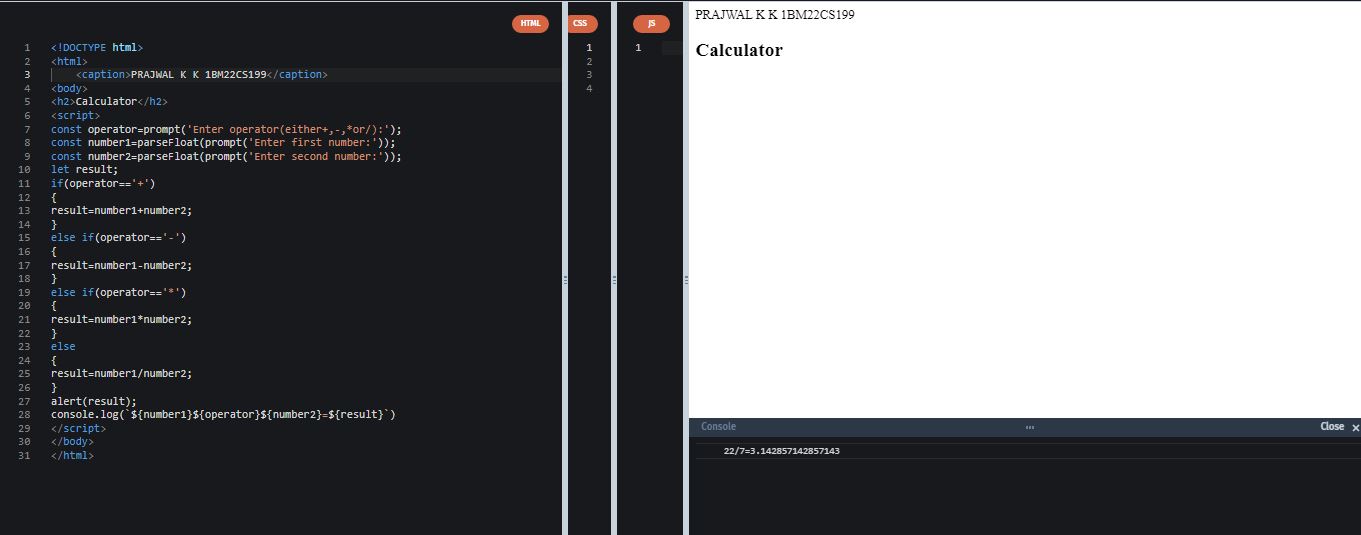 HTML
1 <!DOCTYPE html>
2 <html>
3 <caption>PRAJWAL K K 1BM22CS199</caption>
4 <body>
5 <h2>Calculator</h2>
6 <script>
7 const operator=prompt('Enter operator(either+,-,*or/):');
8 const number1=parseFloat(prompt('Enter first number:'));
9 const number2=parseFloat(prompt('Enter second number:'));
10 let result;
11 if(operator=='+')
12 {
13 result=number1+number2;
14 }
15 else if(operator=='-')
16 {
17 result=number1-number2;
18 }
19 else if(operator=='*')
20 {
21 result=number1*number2;
22 }
23 else
24 {
25 result=number1/number2;
26 }
27 alert(result);
28 console.log(`${number1}${operator}${number2}=${result}`)
29 </script>
30 </body>
31 </html>
CSS
1
2
3
4
JS
1
PRAJWAL K K 1BM22CS199
Calculator
Console
Close ×
22/7=3.142857142857143